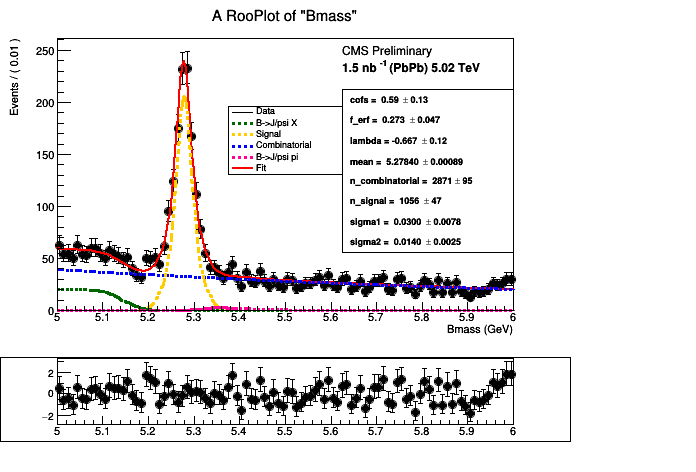 A RooPlot of "Bmass"
Events / ( 0.01 )
250
200
150
100
50
0
CMS Preliminary
1.5 nb⁻¹ (PbPb) 5.02 TeV
Data
B->J/psi X
Signal
Combinatorial
B->J/psi pi
Fit
cofs = 0.59 ± 0.13
f_erf = 0.273 ± 0.047
lambda = -0.667 ± 0.12
mean = 5.27840 ± 0.00089
n_combinatorial = 2871 ± 95
n_signal = 1056 ± 47
sigma1 = 0.0300 ± 0.0078
sigma2 = 0.0140 ± 0.0025
5 5.1 5.2 5.3 5.4 5.5 5.6 5.7 5.8 5.9 6
Bmass (GeV)
2
0
−2
5 5.1 5.2 5.3 5.4 5.5 5.6 5.7 5.8 5.9 6